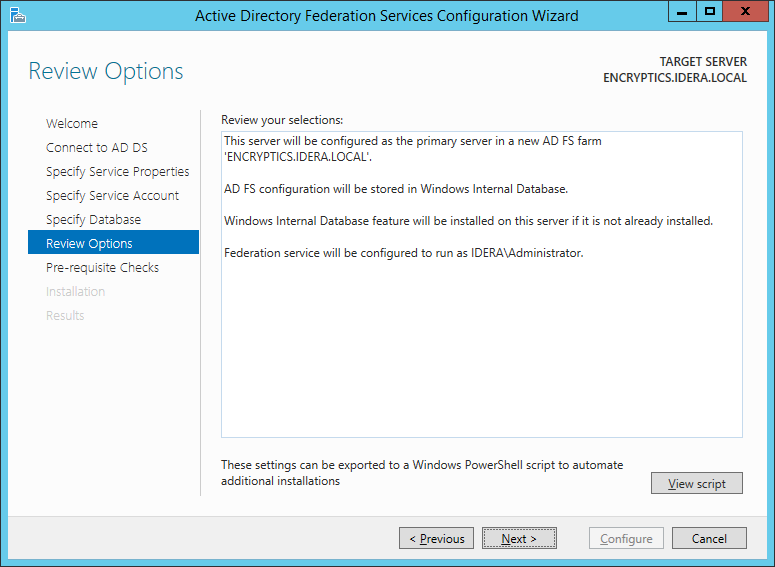 Active Directory Federation Services Configuration Wizard
Review Options
TARGET SERVER
ENCRYPTICS.IDERA.LOCAL
Welcome
Connect to AD DS
Specify Service Properties
Specify Service Account
Specify Database
Review Options
Pre-requisite Checks
Installation
Results
Review your selections:
This server will be configured as the primary server in a new AD FS farm
'ENCRYPTICS.IDERA.LOCAL'.
AD FS configuration will be stored in Windows Internal Database.
Windows Internal Database feature will be installed on this server if it is not already installed.
Federation service will be configured to run as IDERA\Administrator.
These settings can be exported to a Windows PowerShell script to automate
additional installations
View script
< Previous
Next >
Configure
Cancel